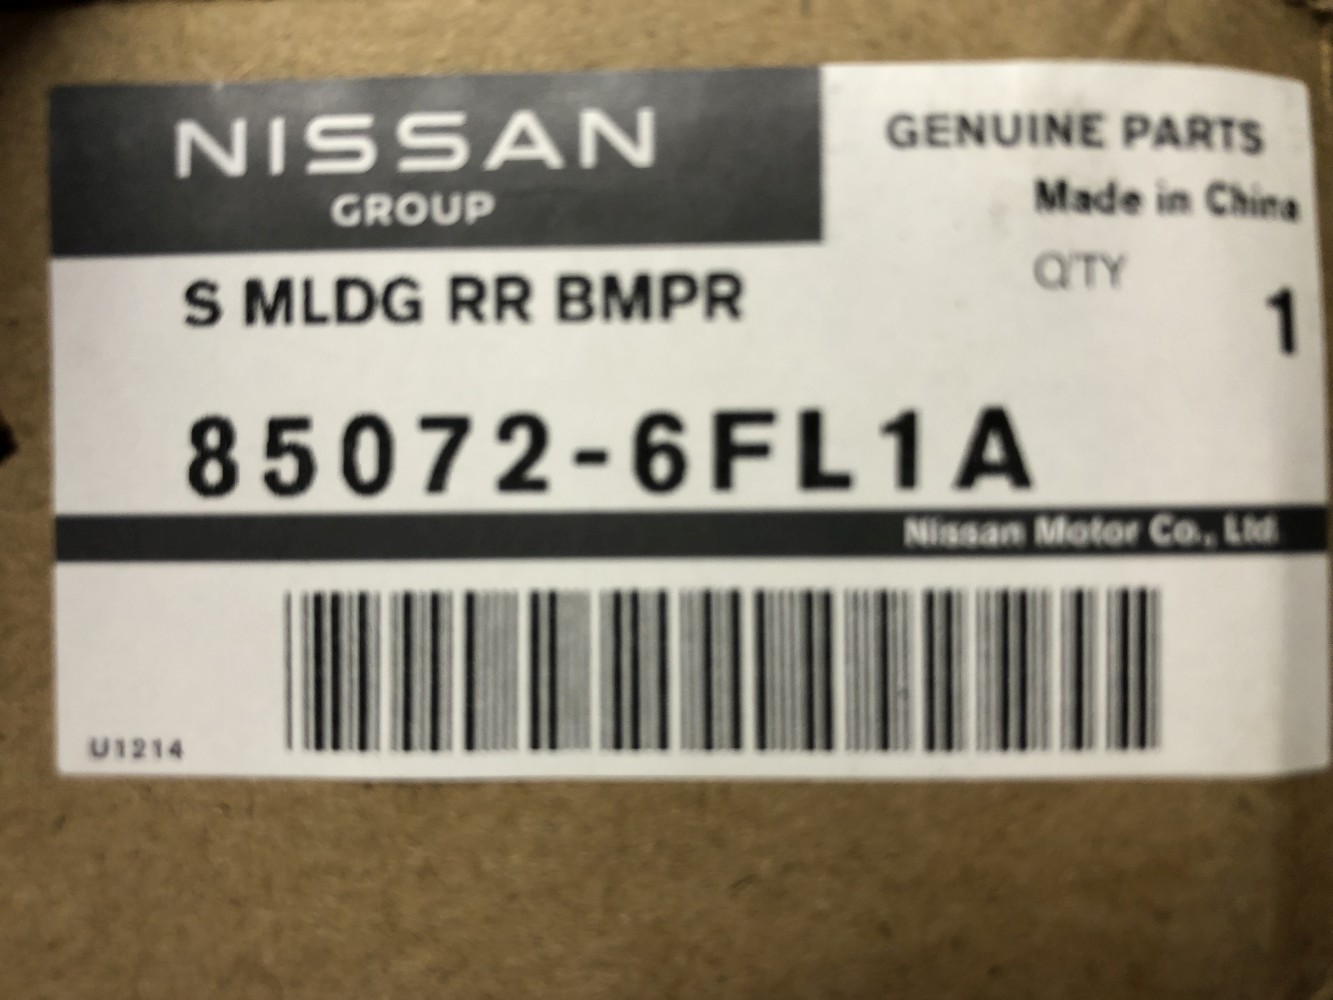 NISSAN
GROUP
GENUINE PARTS
Made in China
S MLDG RR BMPR
Q'TY
1
85072-6FL1A
Nissan Motor Co., Ltd.
U1214